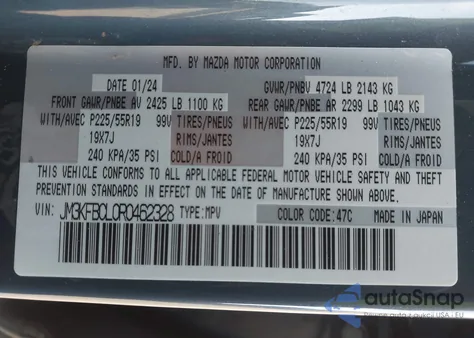 MFD. BY MAZDA MOTOR CORPORATION
DATE 01/24 GVWR/PNBV 4724 LB 2143 KG
FRONT GAWR/PNBE AV 2425 LB 1100 KG REAR GAWR/PNBE AR 2299 LB 1043 KG
WITH/AVEC P225/55R19 99V TIRES/PNEUS WITH/AVEC P225/55R19 99V TIRES/PNEUS
19X7J RIMS/JANTES 19X7J RIMS/JANTES
240 KPA/35 PSI COLD/A FROID 240 KPA/35 PSI COLD/A FROID
THIS VEHICLE CONFORMS TO ALL APPLICABLE FEDERAL MOTOR VEHICLE SAFETY AND THEFT
PREVENTION STANDARDS IN EFFECT ON THE DATE OF MANUFACTURE SHOWN ABOVE.
VIN: JM3KFBCL0R0462328 TYPE:MPV COLOR CODE:47C MADE IN JAPAN
autoSnap